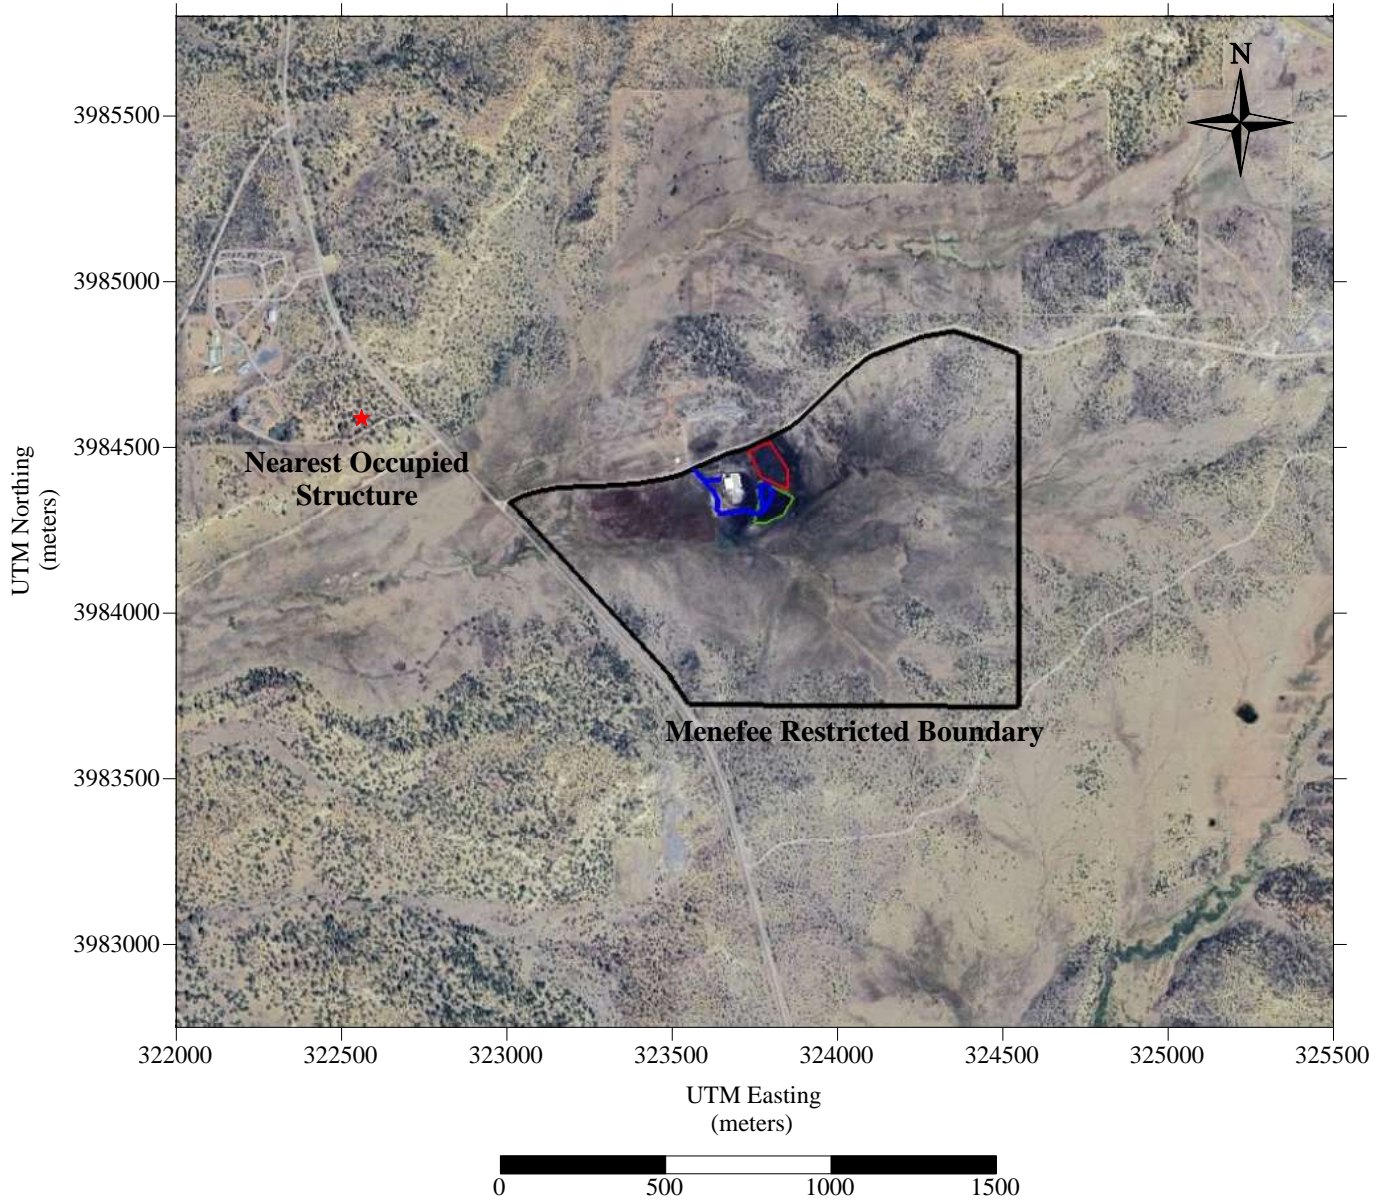 N
3985500
3985000
3984500
3984000
3983500
3983000
UTM Northing
(meters)
Nearest Occupied
Structure
Menefee Restricted Boundary
322000
322500
323000
323500
324000
324500
325000
325500
UTM Easting
(meters)
0
500
1000
1500